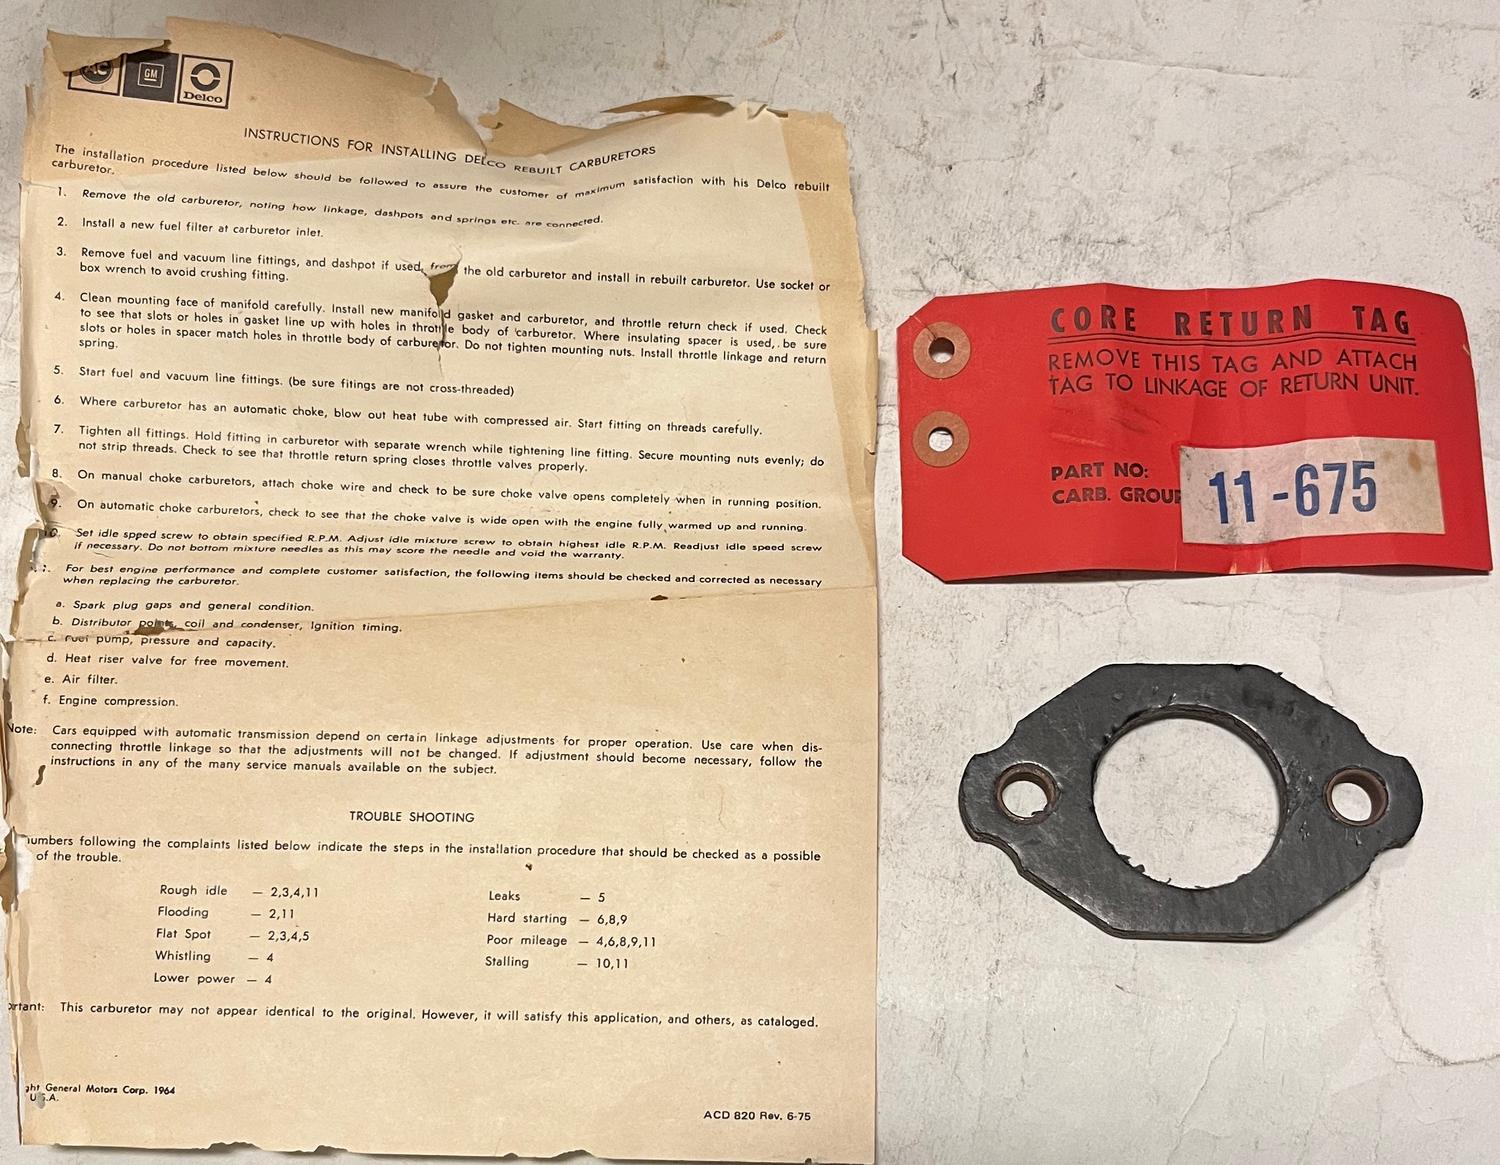 AC
GM
Delco
INSTRUCTIONS FOR INSTALLING DELCO REBUILT CARBURETORS
The installation procedure listed below should be followed to assure the customer of maximum satisfaction with his Delco rebuilt
carburetor.
1. Remove the old carburetor, noting how linkage, dashpots and springs etc. are connected.
2. Install a new fuel filter at carburetor inlet.
3. Remove fuel and vacuum line fittings, and dashpot if used, from the old carburetor and install in rebuilt carburetor. Use socket or
box wrench to avoid crushing fitting.
4. Clean mounting face of manifold carefully. Install new manifold gasket and carburetor, and throttle return check if used. Check
to see that slots or holes in gasket line up with holes in throttle body of carburetor. Where insulating spacer is used, be sure
slots or holes in spacer match holes in throttle body of carburetor. Do not tighten mounting nuts. Install throttle linkage and return
spring.
5. Start fuel and vacuum line fittings. (be sure fitings are not cross-threaded)
6. Where carburetor has an automatic choke, blow out heat tube with compressed air. Start fitting on threads carefully.
7. Tighten all fittings. Hold fitting in carburetor with separate wrench while tightening line fitting. Secure mounting nuts evenly; do
not strip threads. Check to see that throttle return spring closes throttle valves properly.
8. On manual choke carburetors, attach choke wire and check to be sure choke valve opens completely when in running position.
9. On automatic choke carburetors, check to see that the choke valve is wide open with the engine fully warmed up and running.
0. Set idle spped screw to obtain specified R.P.M. Adjust idle mixture screw to obtain highest idle R.P.M. Readjust idle speed screw
if necessary. Do not bottom mixture needles as this may score the needle and void the warranty.
For best engine performance and complete customer satisfaction, the following items should be checked and corrected as necessary
when replacing the carburetor.
a. Spark plug gaps and general condition.
b. Distributor points, coil and condenser, Ignition timing.
c. Fuel pump, pressure and capacity.
d. Heat riser valve for free movement.
e. Air filter.
f. Engine compression.
Note: Cars equipped with automatic transmission depend on certain linkage adjustments for proper operation. Use care when dis-
connecting throttle linkage so that the adjustments will not be changed. If adjustment should become necessary, follow the
instructions in any of the many service manuals available on the subject.
TROUBLE SHOOTING
numbers following the complaints listed below indicate the steps in the installation procedure that should be checked as a possible
of the trouble.
Rough idle — 2,3,4,11
Flooding — 2,11
Flat Spot — 2,3,4,5
Whistling — 4
Lower power — 4
Leaks — 5
Hard starting — 6,8,9
Poor mileage — 4,6,8,9,11
Stalling — 10,11
ortant: This carburetor may not appear identical to the original. However, it will satisfy this application, and others, as cataloged.
ght General Motors Corp. 1964
U.S.A.
ACD 820 Rev. 6-75
CORE RETURN TAG
REMOVE THIS TAG AND ATTACH
TAG TO LINKAGE OF RETURN UNIT.
PART NO:
CARB. GROUP
11-675